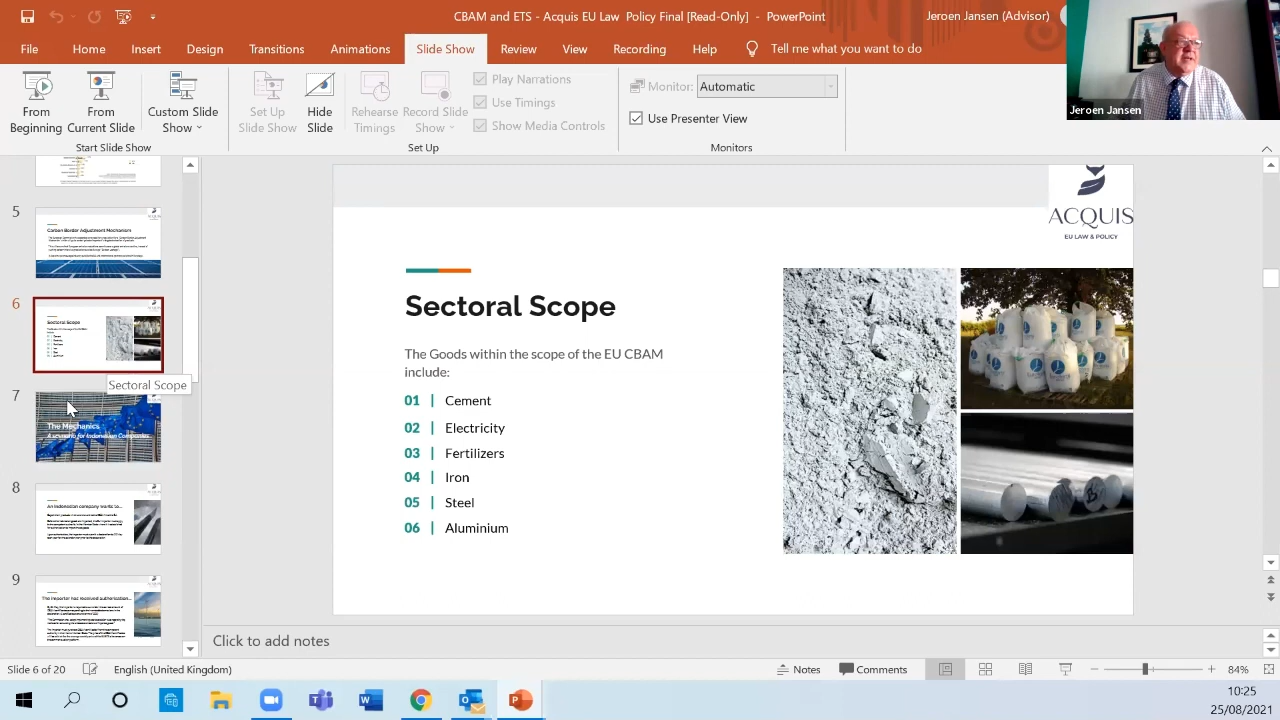 CBAM and ETS - Acquis EU Law Policy Final [Read-Only] - PowerPoint
Jeroen Jansen (Advisor)
File Home Insert Design Transitions Animations Slide Show Review View Recording Help Tell me what you want to do
From Beginning
From Current Slide
Custom Slide Show
Set Up Slide Show
Hide Slide
Rehearse Timings
Record Slide Show
Play Narrations
Use Timings
Show Media Controls
Monitor: Automatic
Use Presenter View
Start Slide Show
Set Up
Monitors
Jeroen Jansen
5
Carbon Border Adjustment Mechanism
6
Sectoral Scope
Sectoral Scope
7
The Mechanics
A scenario for Indonesian Companies
8
An Indonesian company wants to...
9
The importer has received authorisation...
ACQUIS
EU LAW & POLICY
Sectoral Scope
The Goods within the scope of the EU CBAM
include:
01 | Cement
02 | Electricity
03 | Fertilizers
04 | Iron
05 | Steel
06 | Aluminium
Click to add notes
Slide 6 of 20
English (United Kingdom)
Notes
Comments
84%
10:25
25/08/2021